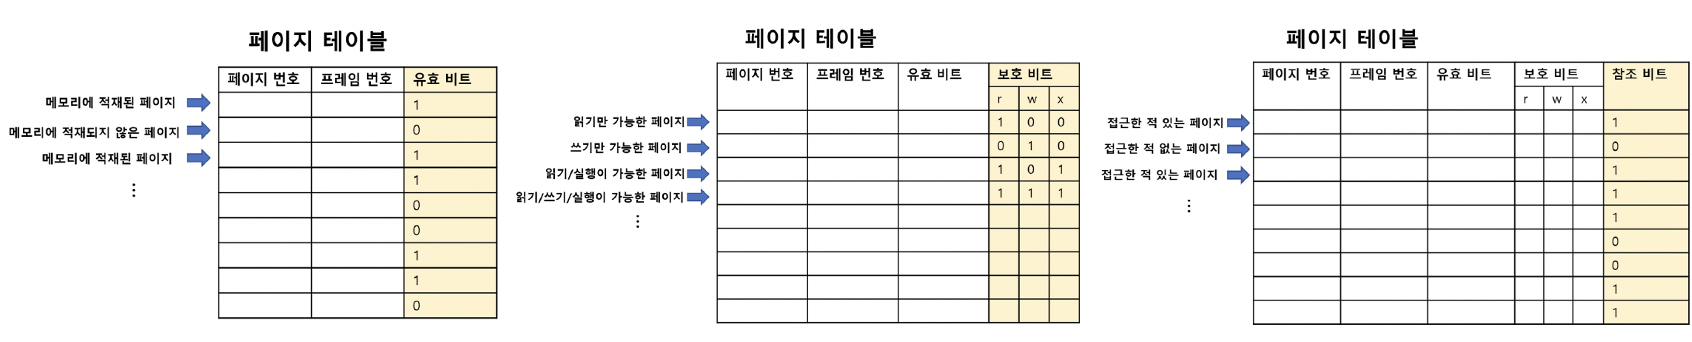 페이지 테이블
페이지 번호 프레임 번호 유효 비트
메모리에 적재된 페이지 1
메모리에 적재되지 않은 페이지 0
메모리에 적재된 페이지 1
⋮ 1
0
0
1
1
0
페이지 테이블
페이지 번호 프레임 번호 유효 비트 보호 비트
r w x
읽기만 가능한 페이지 1 0 0
쓰기만 가능한 페이지 0 1 0
읽기/실행이 가능한 페이지 1 0 1
읽기/쓰기/실행이 가능한 페이지 1 1 1
⋮
페이지 테이블
페이지 번호 프레임 번호 유효 비트 보호 비트 참조 비트
r w x
접근한 적 있는 페이지 1
접근한 적 없는 페이지 0
접근한 적 있는 페이지 1
⋮ 1
1
0
0
1
1